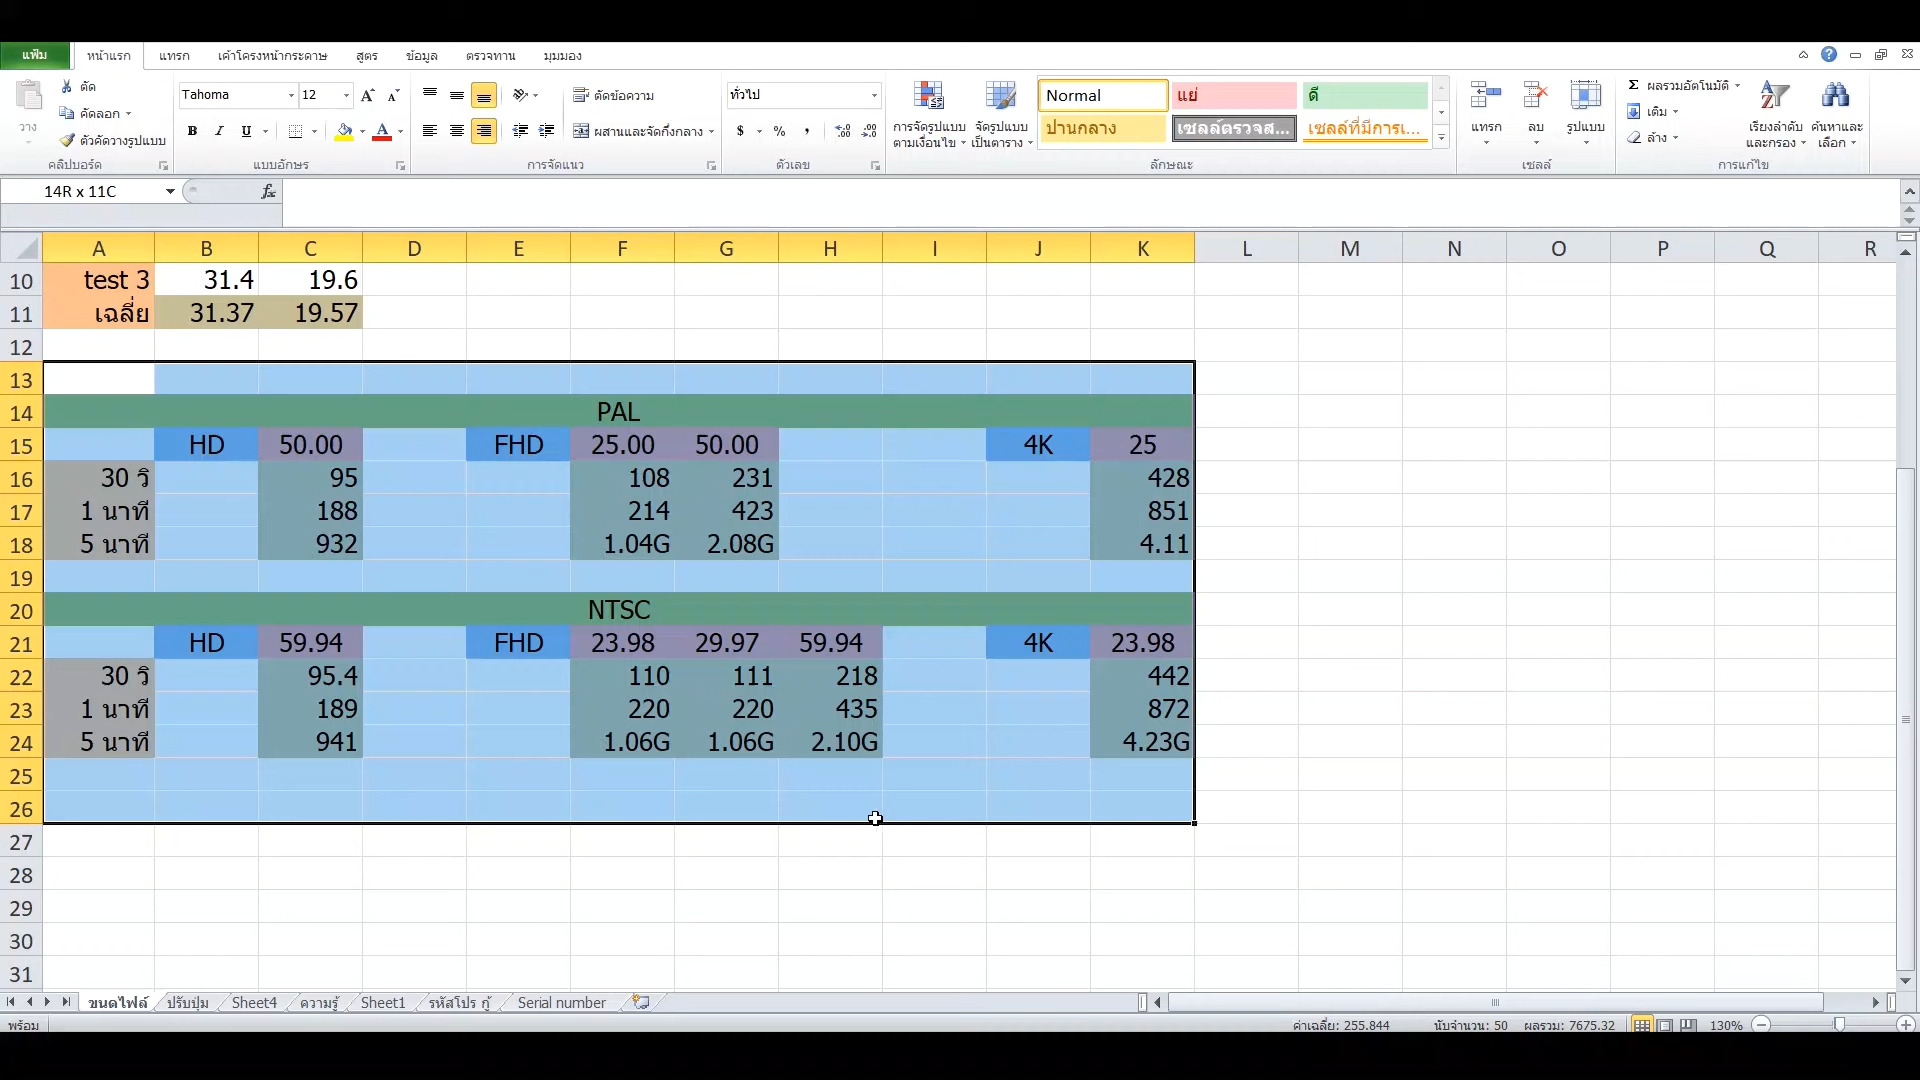 แฟ้ม หน้าแรก แทรก เค้าโครงหน้ากระดาษ สูตร ข้อมูล ตรวจทาน มุมมอง
วาง
ตัด
คัดลอก
ตัวคัดวางรูปแบบ
คลิปบอร์ด
Tahoma 12
B I U A
แบบอักษร
ตัดข้อความ
ผสานและจัดกึ่งกลาง
การจัดแนว
ทั่วไป
$ % ,
ตัวเลข
การจัดรูปแบบ
ตามเงื่อนไข
จัดรูปแบบ
เป็นตาราง
Normal แย่ ดี
ปานกลาง เซลล์ตรวจส... เซลล์ที่มีการเ...
ลักษณะ
แทรก ลบ รูปแบบ
เซลล์
Σ ผลรวมอัตโนมัติ
เติม
ล้าง
เรียงลำดับ
และกรอง
ค้นหาและ
เลือก
การแก้ไข
14R x 11C fx
A B C D E F G H I J K L M N O P Q R
10 test 3 31.4 19.6
11 เฉลี่ย 31.37 19.57
12
13
14 PAL
15 HD 50.00 FHD 25.00 50.00 4K 25
16 30 วิ 95 108 231 428
17 1 นาที 188 214 423 851
18 5 นาที 932 1.04G 2.08G 4.11
19
20 NTSC
21 HD 59.94 FHD 23.98 29.97 59.94 4K 23.98
22 30 วิ 95.4 110 111 218 442
23 1 นาที 189 220 220 435 872
24 5 นาที 941 1.06G 1.06G 2.10G 4.23G
25
26
27
28
29
30
31
ขนดไฟล์ ปรับปุ่ม Sheet4 ความรู้ Sheet1 รหัสโปร กู้ Serial number
พร้อม ค่าเฉลี่ย: 255.844 นับจำนวน: 50 ผลรวม: 7675.32 130%